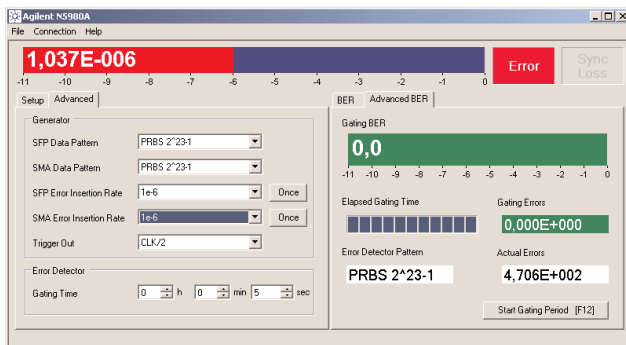 Agilent N5980A
File Connection Help
1,037E-006
-11 -10 -9 -8 -7 -6 -5 -4 -3 -2 -1 0
Error
Sync Loss
Setup Advanced
Generator
SFP Data Pattern PRBS 2^23-1
SMA Data Pattern PRBS 2^23-1
SFP Error Insertion Rate 1e-6 Once
SMA Error Insertion Rate 1e-6 Once
Trigger Out CLK/2
Error Detector
Gating Time 0 h 0 min 5 sec
BER Advanced BER
Gating BER
0,0
-11 -10 -9 -8 -7 -6 -5 -4 -3 -2 -1 0
Elapsed Gating Time Gating Errors
0,000E+000
Error Detector Pattern Actual Errors
PRBS 2^23-1 4,706E+002
Start Gating Period [F12]